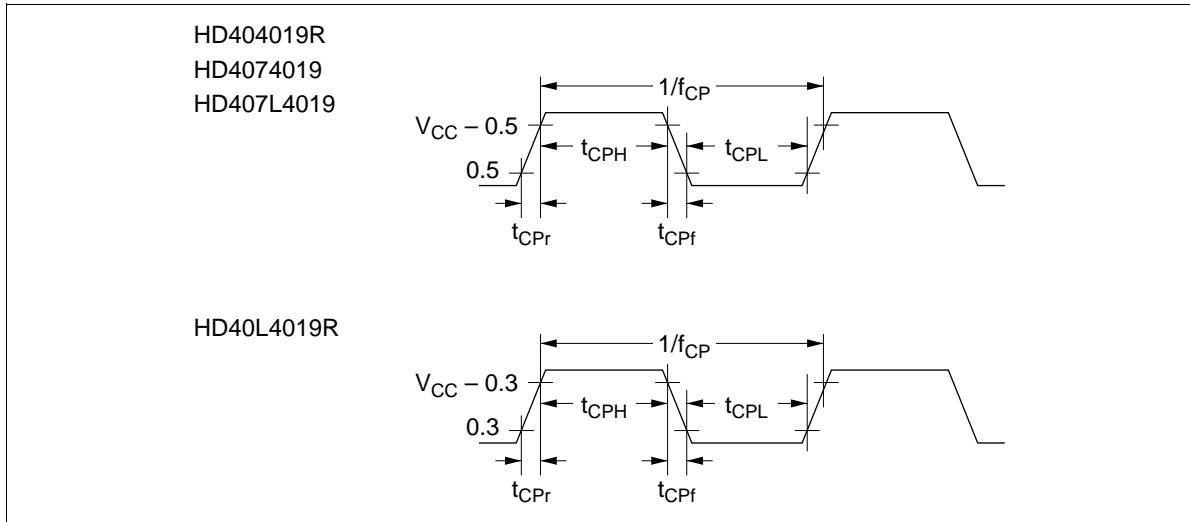 HD404019R
HD4074019
HD407L4019
1/fCP
VCC – 0.5
tCPH
tCPL
0.5
tCPr
tCPf
HD40L4019R
1/fCP
VCC – 0.3
tCPH
tCPL
0.3
tCPr
tCPf